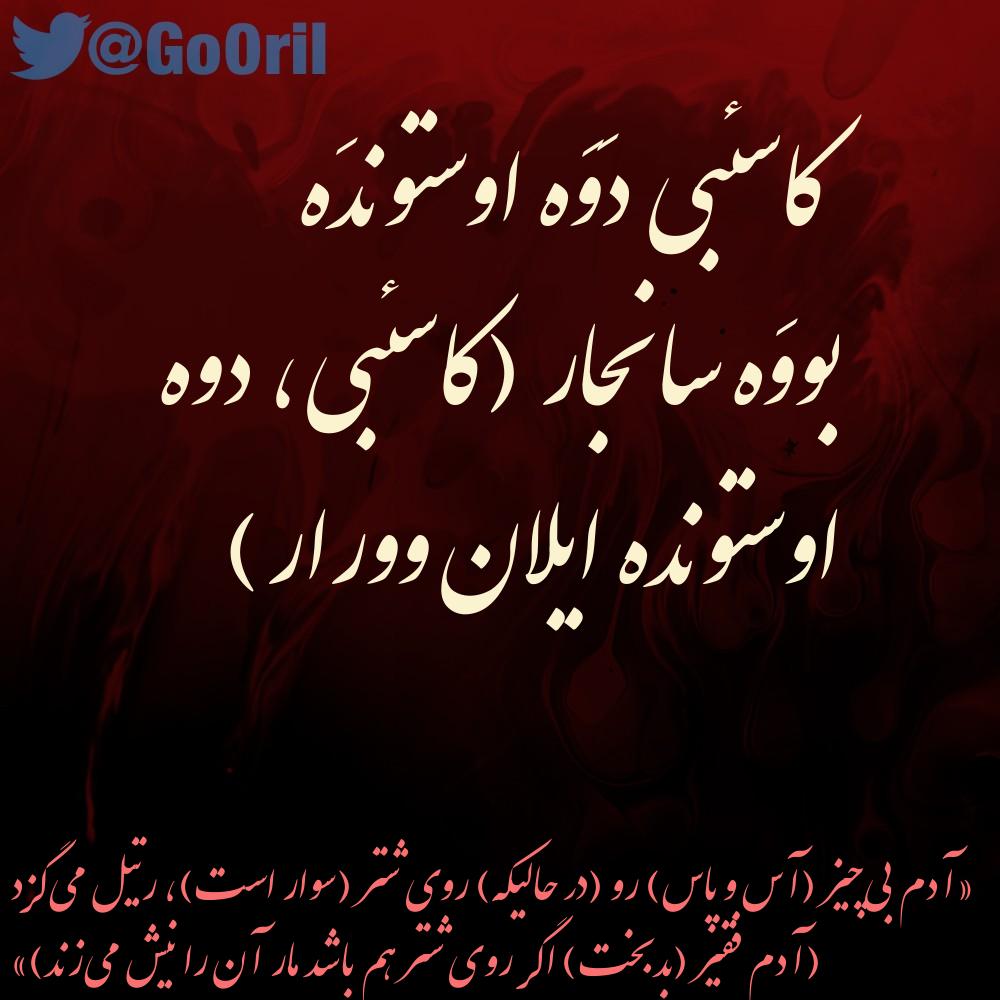 @GoOril
کاسئبی دوَّه اوستوندَه
بووَه سانجار (کاسئبی، دوه
اوستونده ایلان وورار)
«آدم بی‌چیز (آس و پاس) رو (در حالیکه) روی شتر (سوار است)، رتیل می‌گزد
(آدم فقیر (بدبخت) اگر روی شتر هم باشد مار آن را نیش می‌زند)»